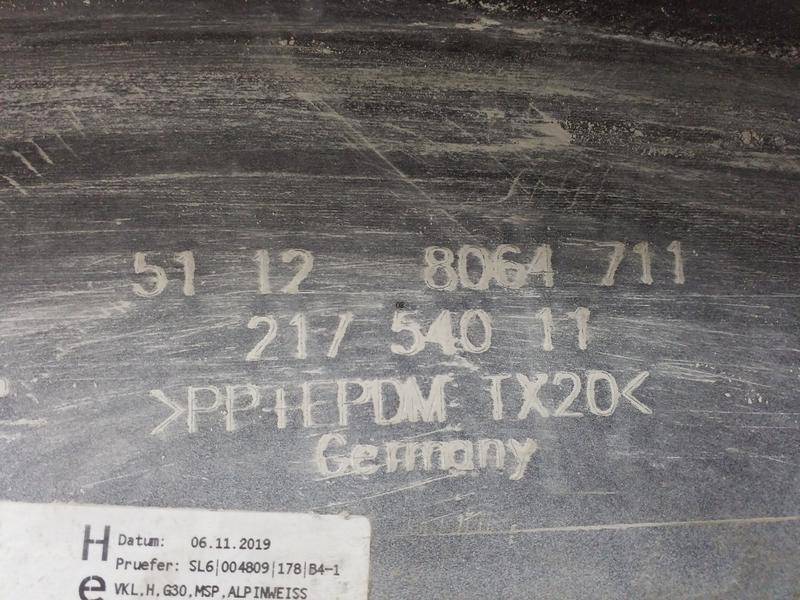 51 12 8064 711
217 540 11
>PP+EPDM TX20<
Germany
H Datum: 06.11.2019
Pruefer: SL6|004809|178|B4-1
e VKL,H,G30,MSP,ALPINWEISS